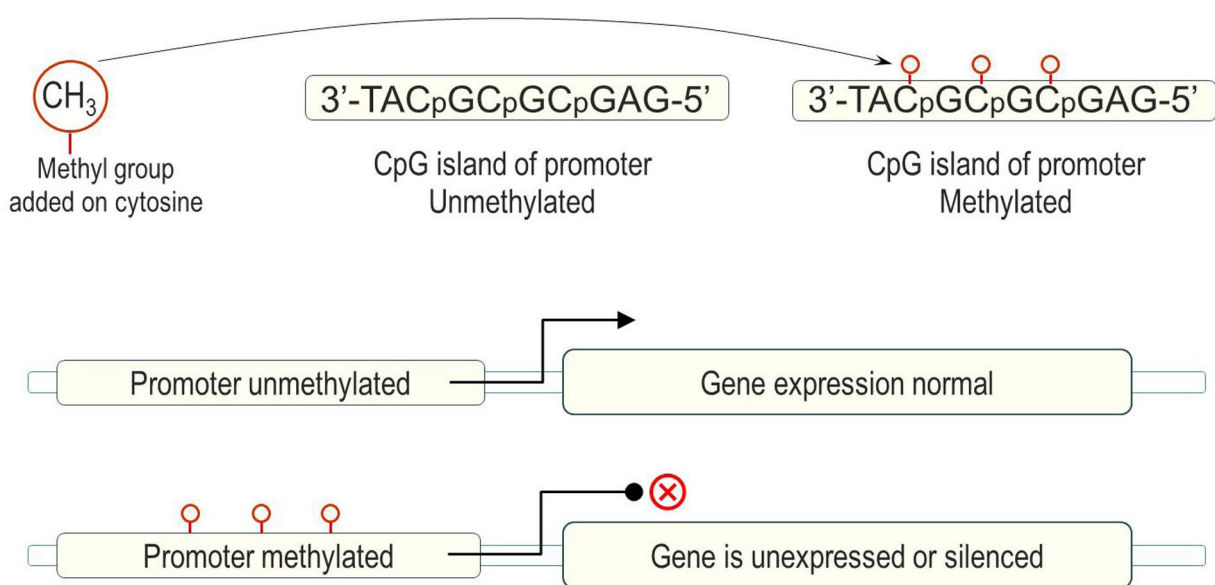 CH3
Methyl group
added on cytosine
3’-TACpGCpGCpGAG-5’
CpG island of promoter
Unmethylated
3’-TACpGCpGCpGAG-5’
CpG island of promoter
Methylated
Promoter unmethylated
Gene expression normal
Promoter methylated
Gene is unexpressed or silenced